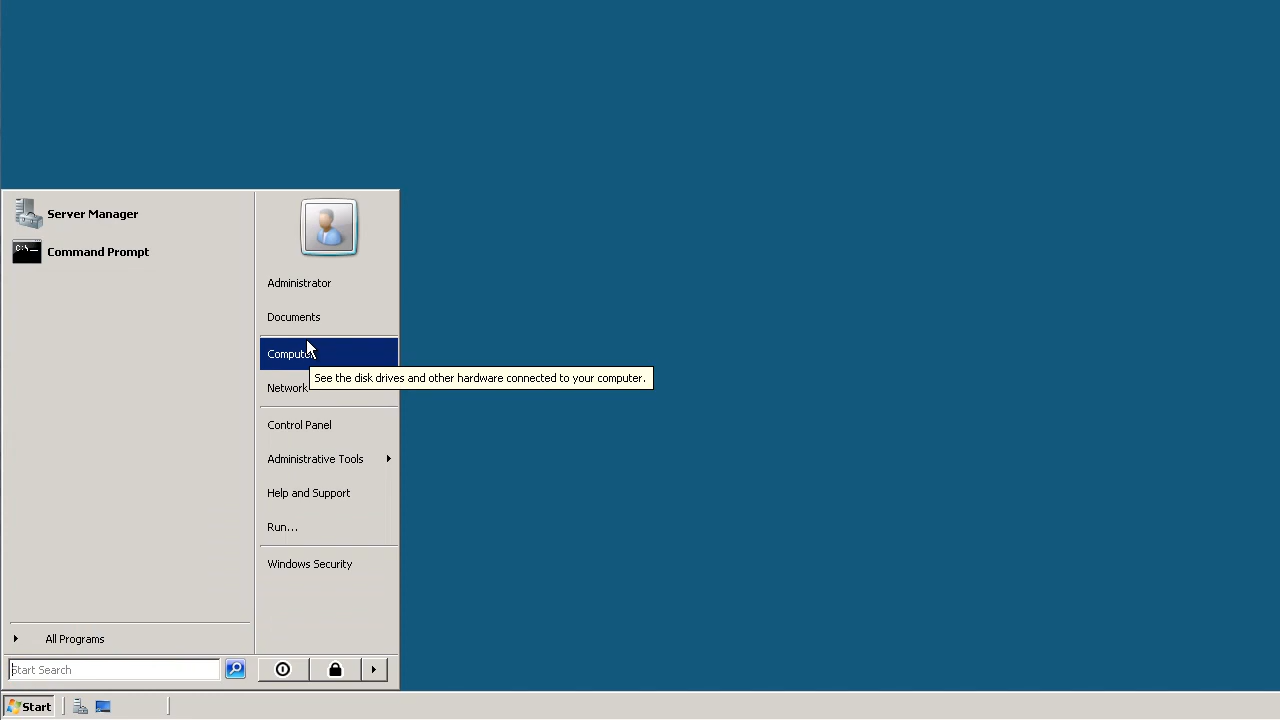 Server Manager
C:\
Command Prompt
Administrator
Documents
Computer
See the disk drives and other hardware connected to your computer.
Network
Control Panel
Administrative Tools
Help and Support
Run...
Windows Security
All Programs
Start Search
Start